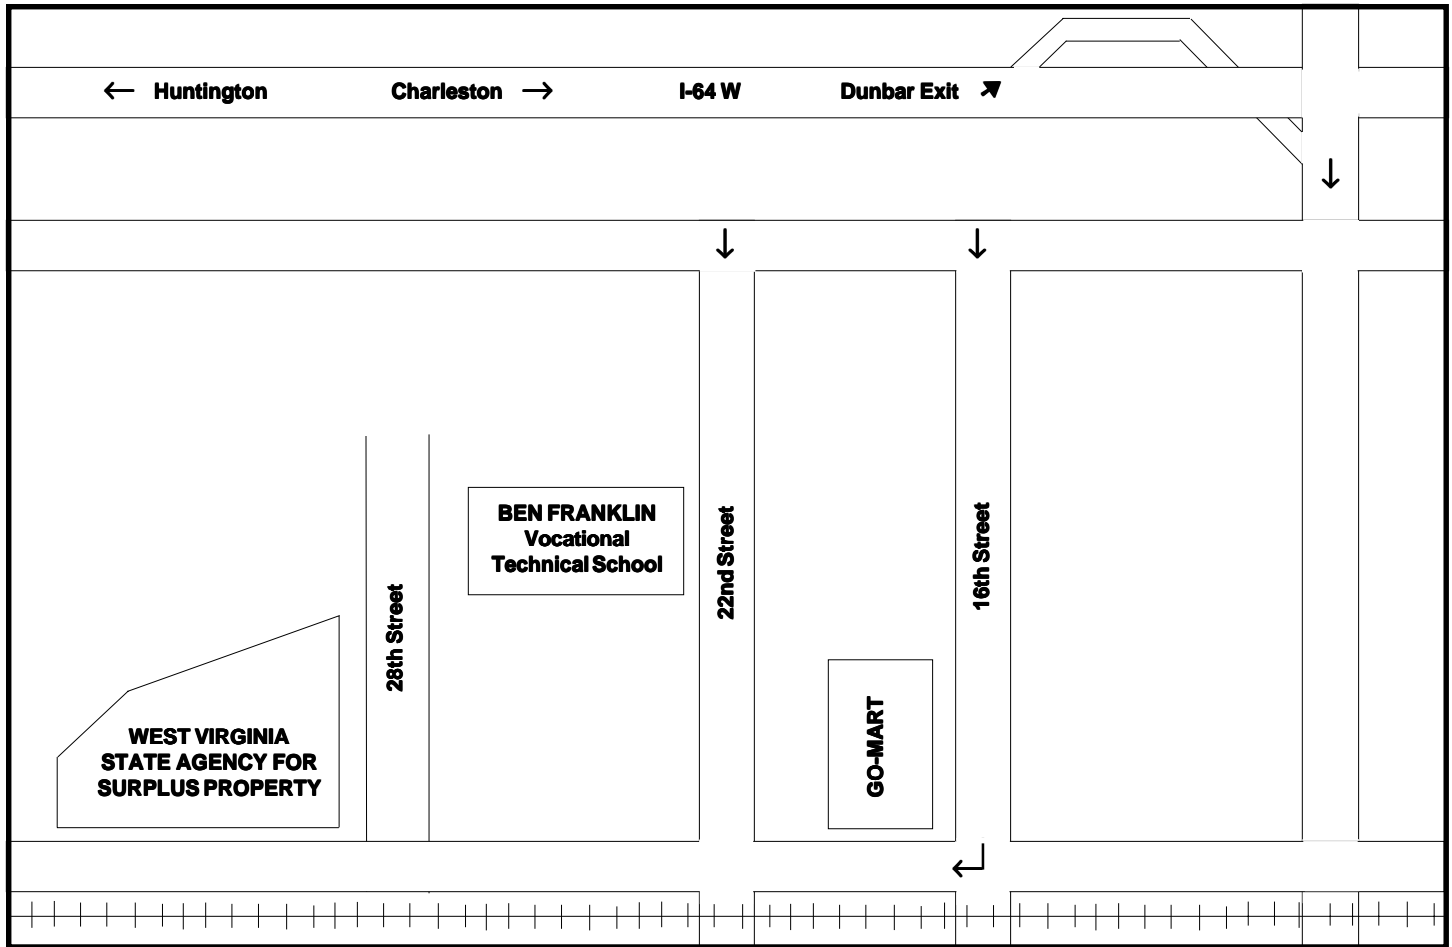 ← Huntington
Charleston →
I-64 W
Dunbar Exit
BEN FRANKLIN
Vocational
Technical School
22nd Street
16th Street
28th Street
GO-MART
WEST VIRGINIA
STATE AGENCY FOR
SURPLUS PROPERTY